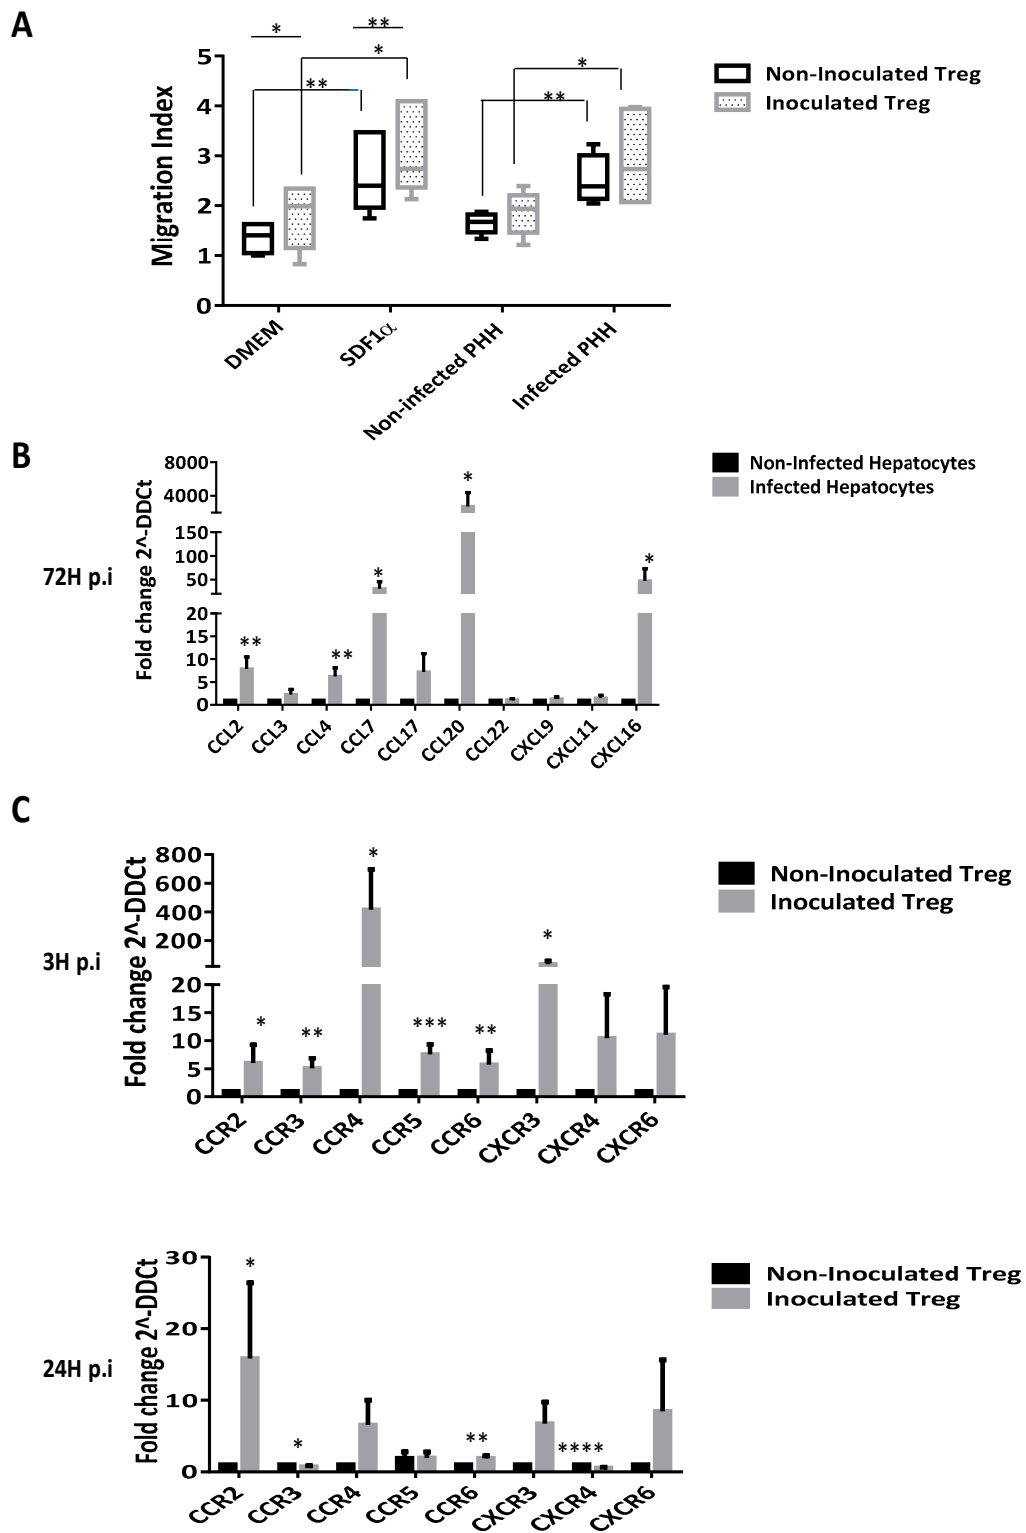 A
*
**
*
**
*
**
5
4
3
2
1
0
Migration Index
DMEM
SDF1α
Non-infected PHH
Infected PHH
Non-Inoculated Treg
Inoculated Treg
B
72H p.i
Fold change 2^-DDCt
8000
4000
150
100
50
20
15
10
5
0
**
**
*
*
*
CCL2
CCL3
CCL4
CCL7
CCL17
CCL20
CCL22
CXCL9
CXCL11
CXCL16
Non-Infected Hepatocytes
Infected Hepatocytes
C
3H p.i
Fold change 2^-DDCt
800
600
400
200
20
15
10
5
0
*
**
*
***
**
*
CCR2
CCR3
CCR4
CCR5
CCR6
CXCR3
CXCR4
CXCR6
Non-Inoculated Treg
Inoculated Treg
24H p.i
Fold change 2^-DDCt
30
20
10
0
*
*
**
****
CCR2
CCR3
CCR4
CCR5
CCR6
CXCR3
CXCR4
CXCR6
Non-Inoculated Treg
Inoculated Treg